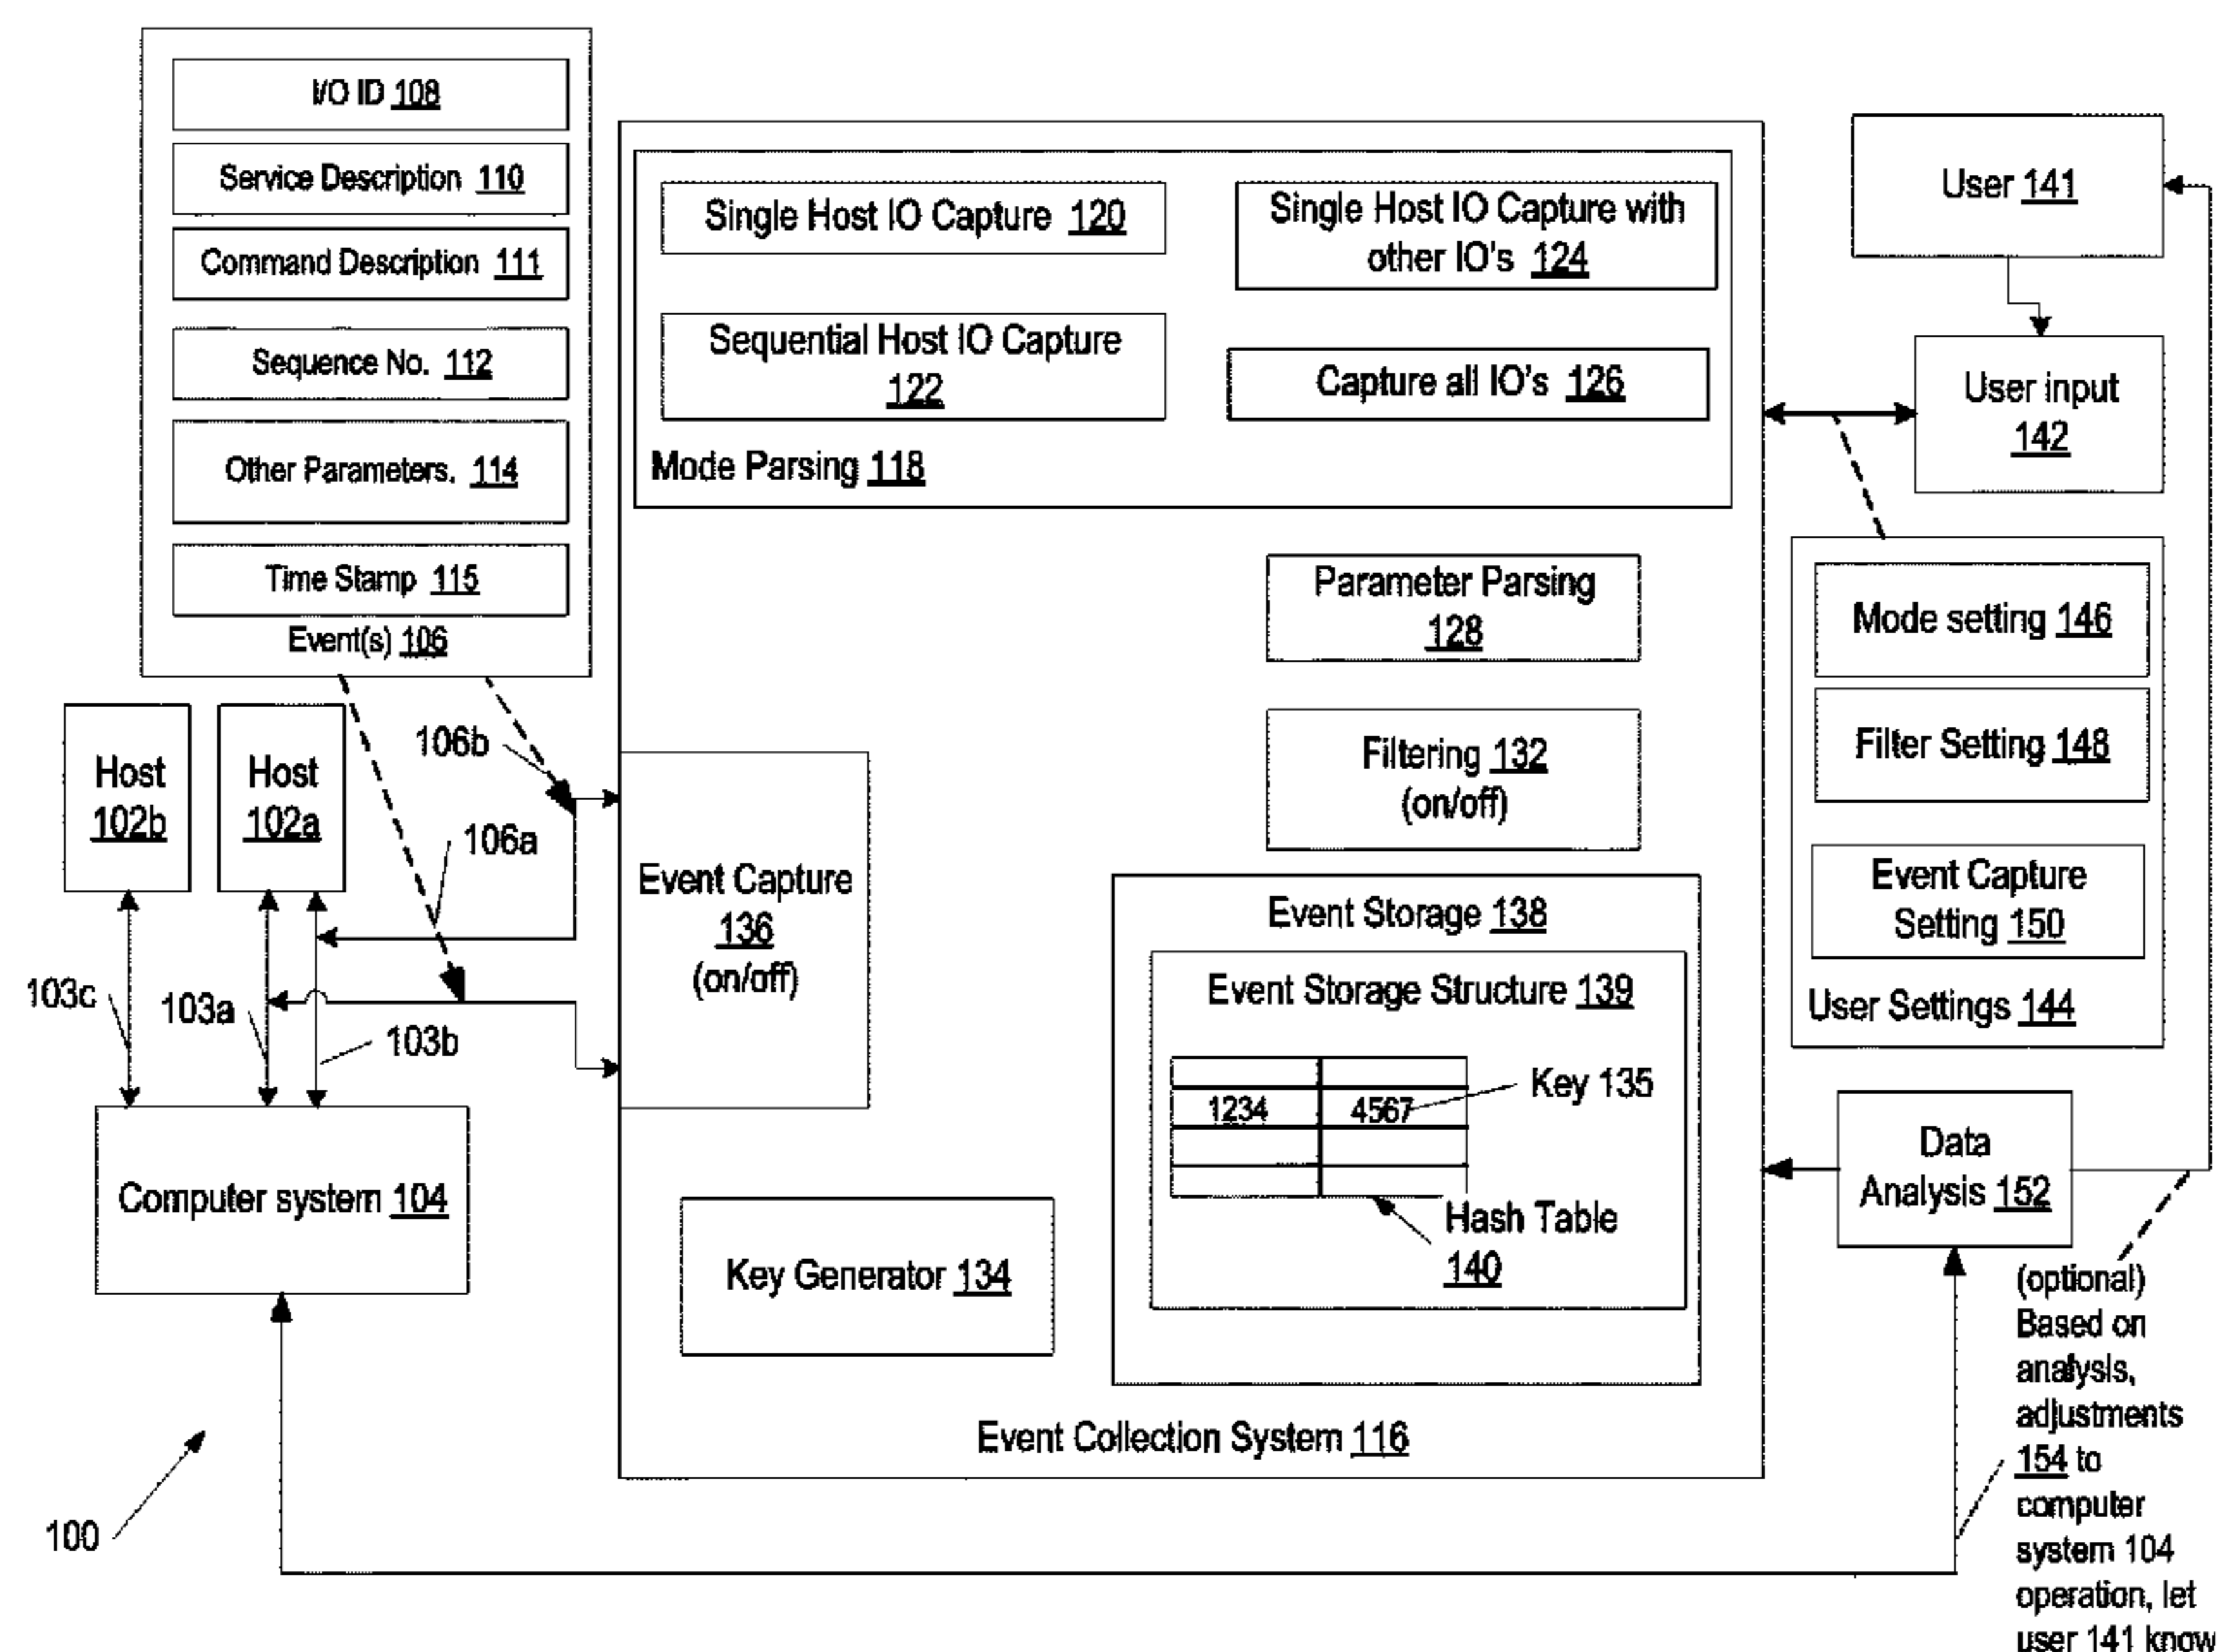 I/O ID 108
Service Description 110
Command Description 111
Sequence No. 112
Other Parameters. 114
Time Stamp 115
Event(s) 106
Single Host IO Capture 120
Single Host IO Capture with
other IO's 124
Sequential Host IO Capture
122
Capture all IO's 126
Mode Parsing 118
User 141
User input
142
Parameter Parsing
128
Filtering 132
(on/off)
Mode setting 146
Filter Setting 148
Event Capture
Setting 150
User Settings 144
Host
102b
Host
102a
106b
106a
103c
103a
103b
Event Capture
136
(on/off)
Event Storage 138
Event Storage Structure 139
1234
4567
Key 135
Hash Table
140
Computer system 104
Key Generator 134
Data
Analysis 152
Event Collection System 116
100
(optional)
Based on
analysis,
adjustments
154 to
computer
system 104
operation, let
user 141 know